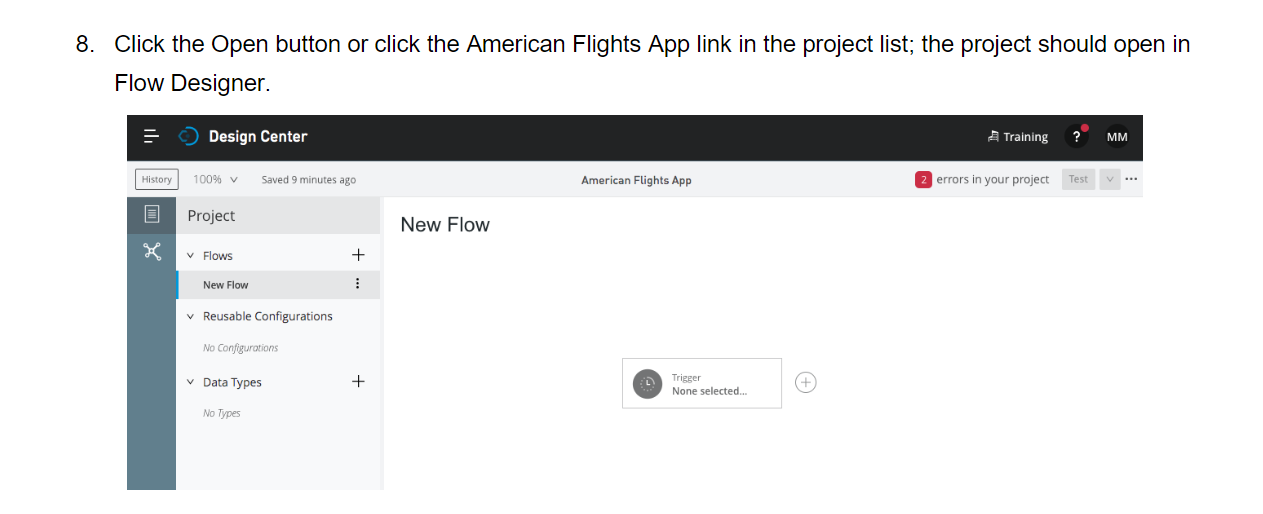 8. Click the Open button or click the American Flights App link in the project list; the project should open in
Flow Designer.
Design Center
Training
?
MM
History
100%
Saved 9 minutes ago
American Flights App
2 errors in your project
Test
Project
New Flow
Flows
New Flow
Reusable Configurations
No Configurations
Data Types
No Types
Trigger
None selected...